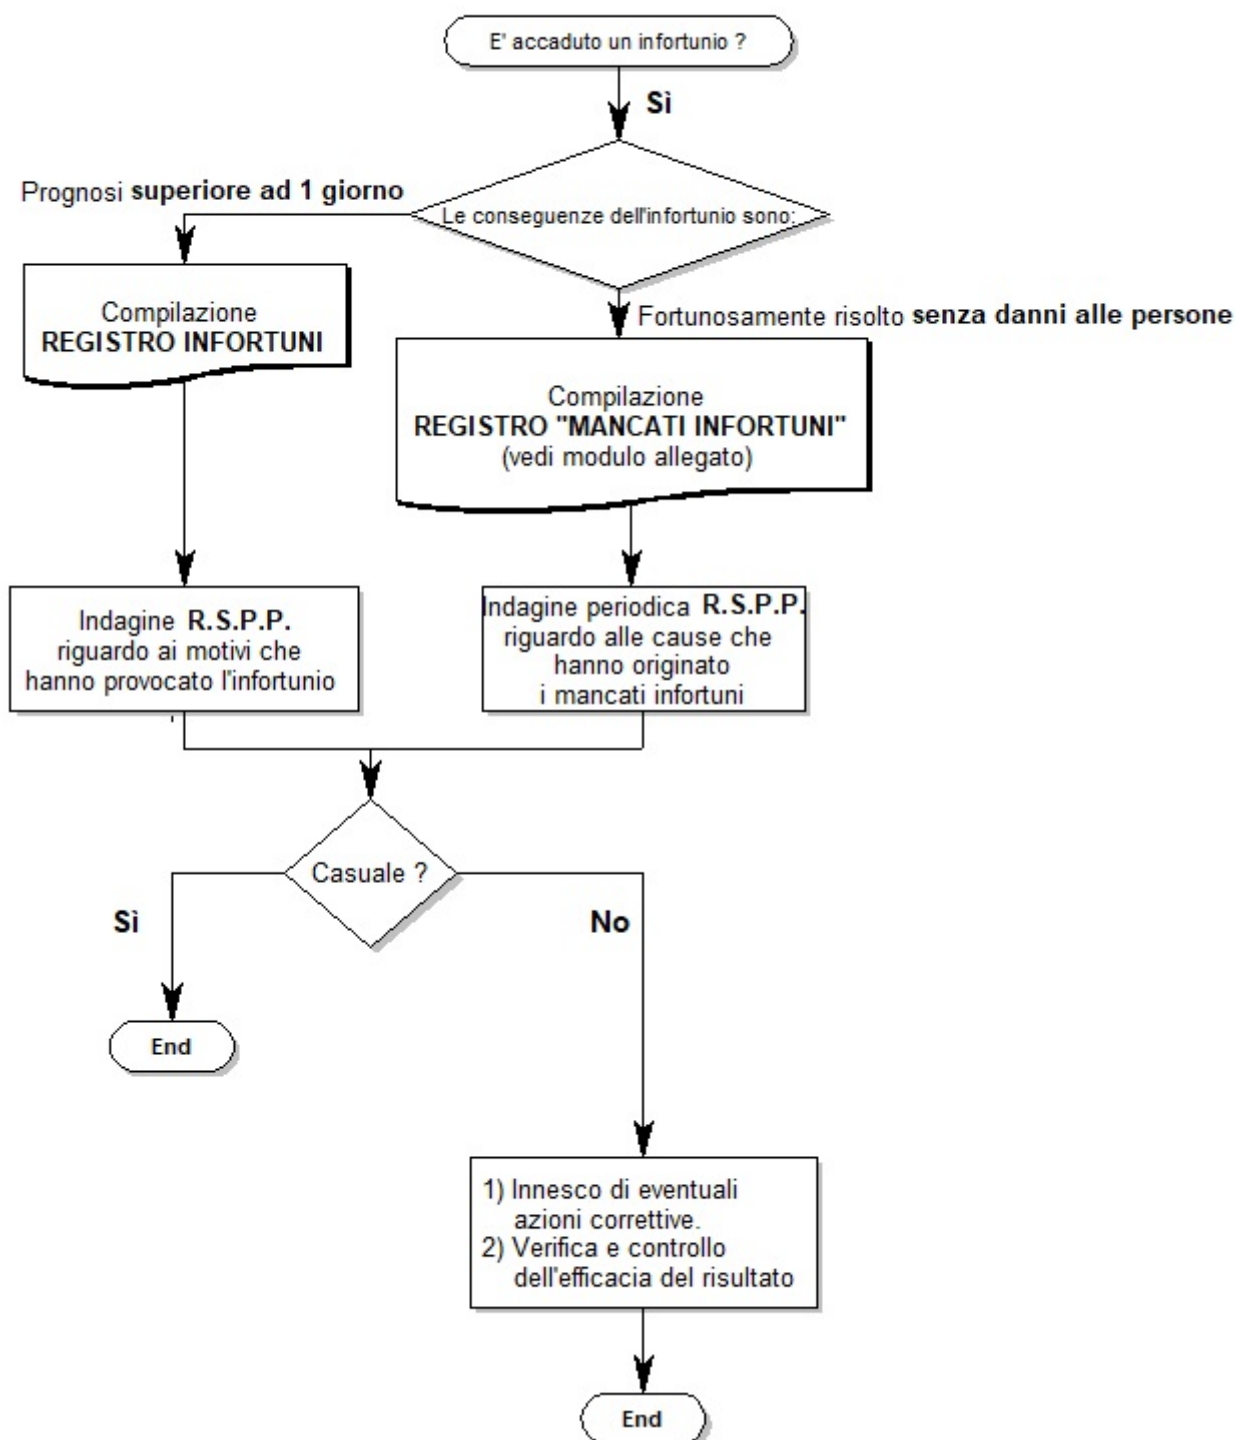 E' accaduto un infortunio ?
Sì
Prognosi superiore ad 1 giorno
Le conseguenze dell'infortunio sono:
Compilazione
REGISTRO INFORTUNI
Fortunosamente risolto senza danni alle persone
Compilazione
REGISTRO "MANCATI INFORTUNI"
(vedi modulo allegato)
Indagine R.S.P.P.
riguardo ai motivi che
hanno provocato l'infortunio
Indagine periodica R.S.P.P.
riguardo alle cause che
hanno originato
i mancati infortuni
Casuale ?
Sì
No
End
1) Innesco di eventuali
azioni correttive.
2) Verifica e controllo
dell'efficacia del risultato
End